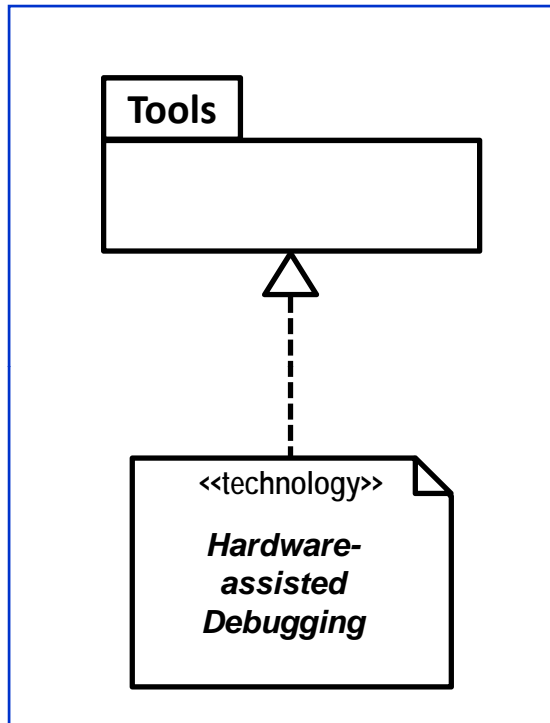 Tools
<<technology>>
Hardware-
assisted
Debugging